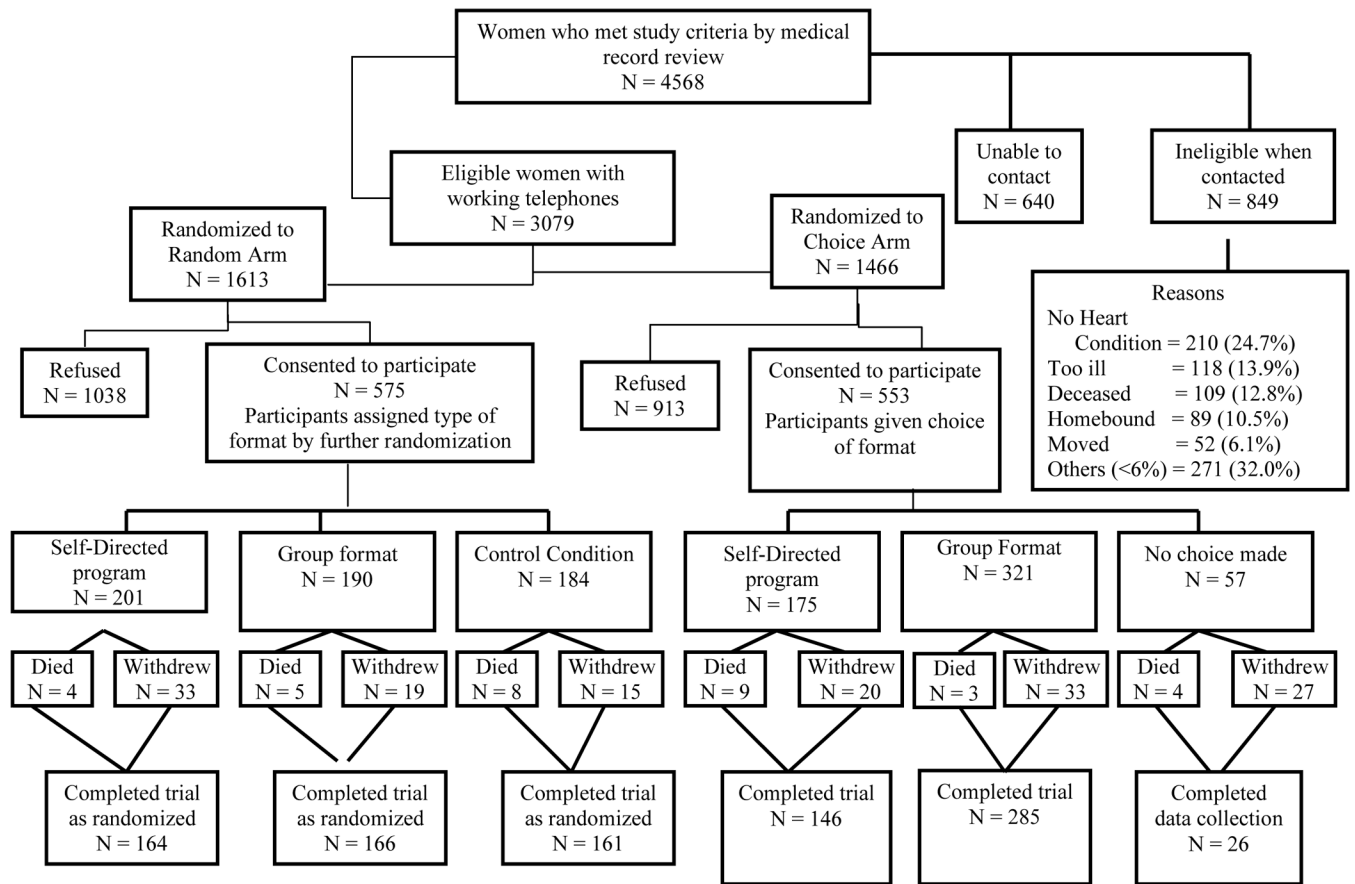 Women who met study criteria by medical
record review
N = 4568
Unable to
contact
N = 640
Ineligible when
contacted
N = 849
Eligible women with
working telephones
N = 3079
Randomized to
Random Arm
N = 1613
Randomized to
Choice Arm
N = 1466
Reasons
No Heart
Condition = 210 (24.7%)
Too ill = 118 (13.9%)
Deceased = 109 (12.8%)
Homebound = 89 (10.5%)
Moved = 52 (6.1%)
Others (<6%) = 271 (32.0%)
Refused
N = 1038
Consented to participate
N = 575
Participants assigned type of
format by further randomization
Refused
N = 913
Consented to participate
N = 553
Participants given choice
of format
Self-Directed
program
N = 201
Group format
N = 190
Control Condition
N = 184
Self-Directed
program
N = 175
Group Format
N = 321
No choice made
N = 57
Died
N = 4
Withdrew
N = 33
Died
N = 5
Withdrew
N = 19
Died
N = 8
Withdrew
N = 15
Died
N = 9
Withdrew
N = 20
Died
N = 3
Withdrew
N = 33
Died
N = 4
Withdrew
N = 27
Completed trial
as randomized
N = 164
Completed trial
as randomized
N = 166
Completed trial
as randomized
N = 161
Completed trial
N = 146
Completed trial
N = 285
Completed
data collection
N = 26